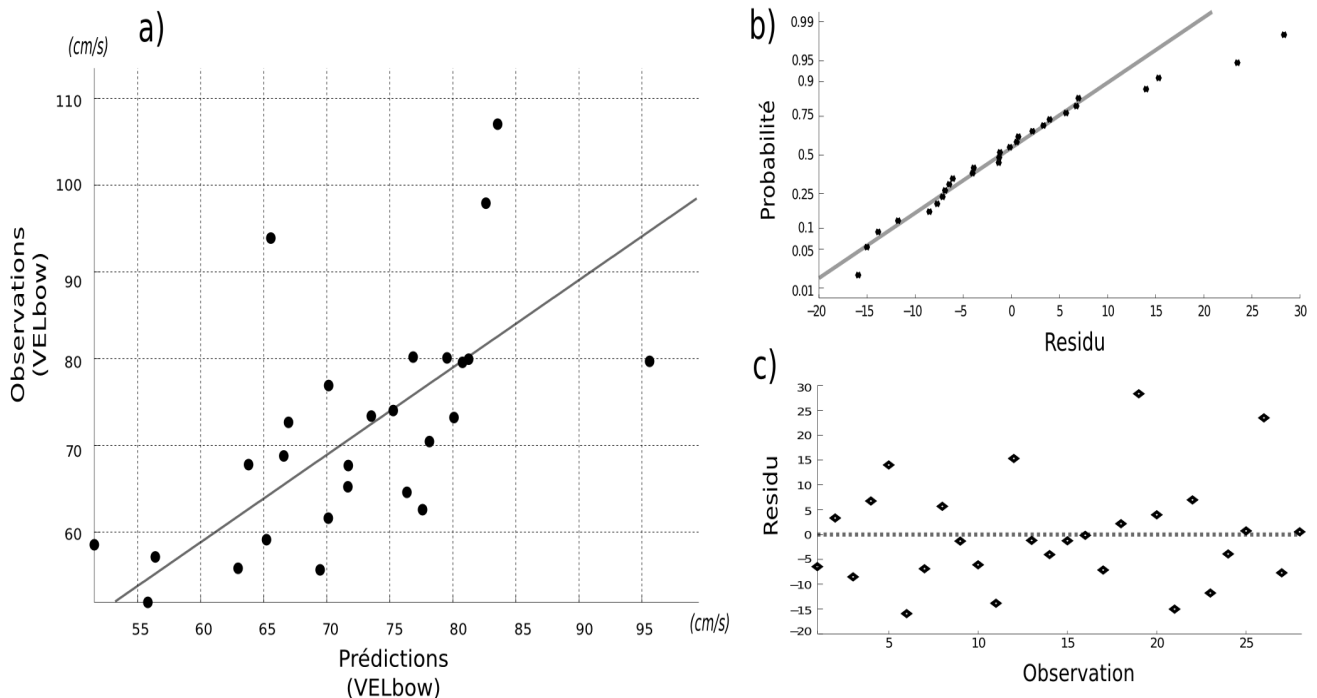 a)
(cm/s)
110
100
90
80
70
60
Observations
(VELbow)
55 60 65 70 75 80 85 90 95
(cm/s)
Prédictions
(VELbow)
b)
0.99
0.95
0.9
0.75
0.5
0.25
0.1
0.05
0.01
Probabilité
−20 −15 −10 −5 0 5 10 15 20 25 30
Residu
c)
30
25
20
15
10
5
0
−5
−10
−15
−20
Residu
5 10 15 20 25
Observation